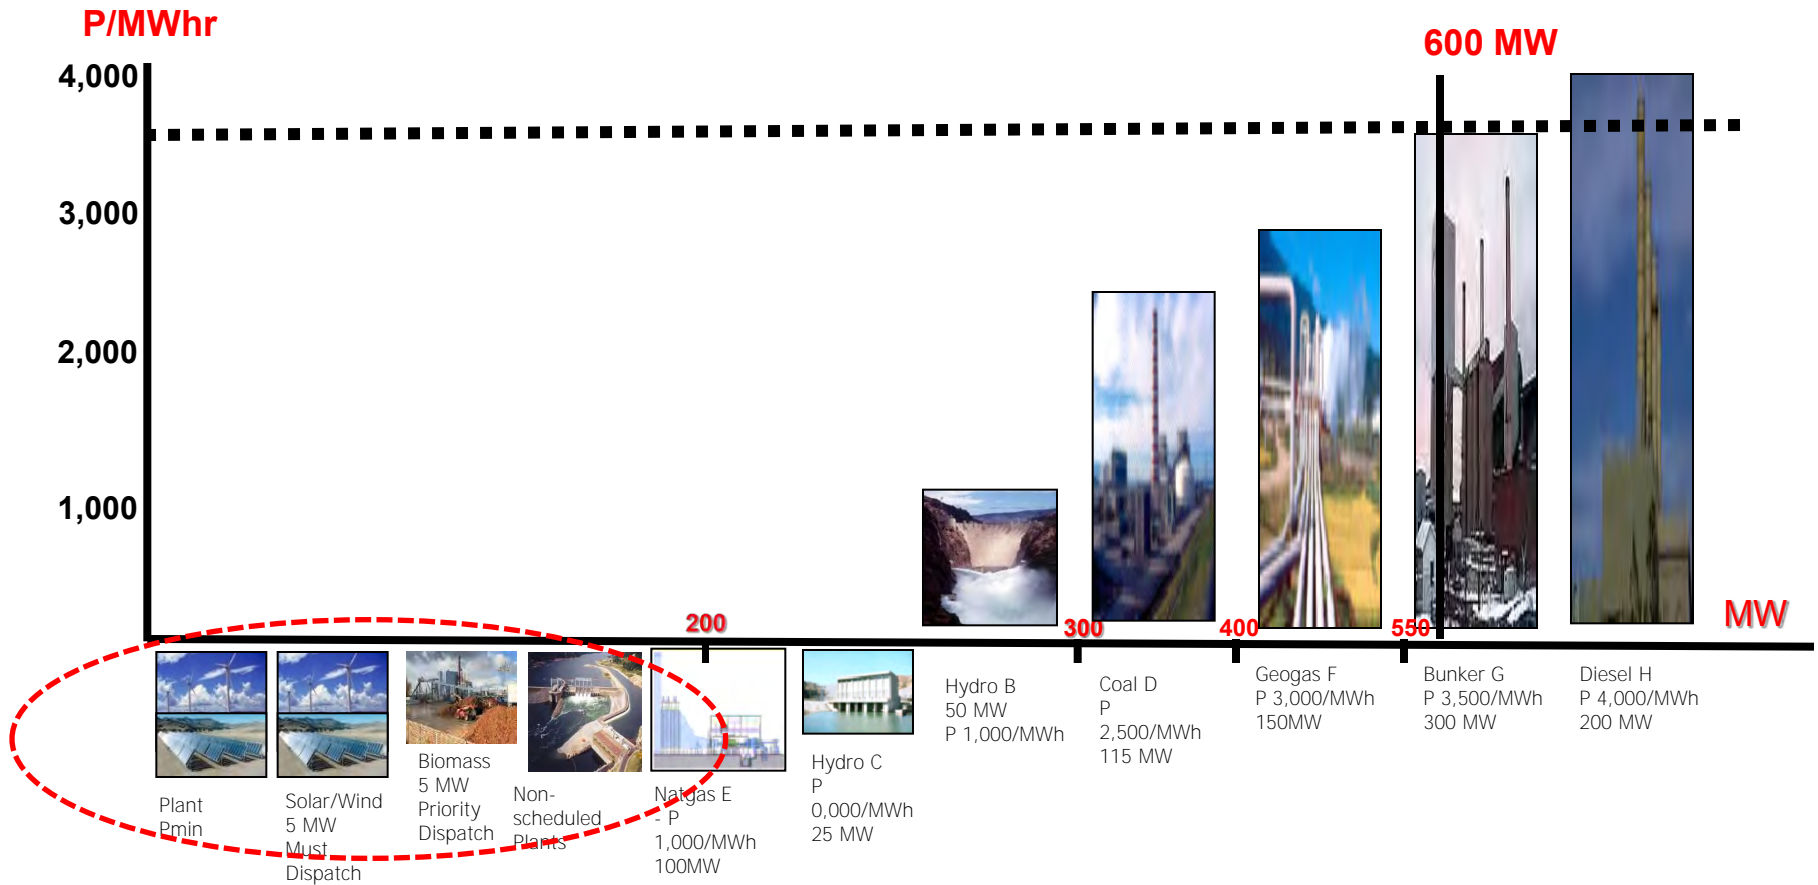 P/MWhr
600 MW
4,000
3,000
2,000
1,000
200
300
400
550
MW
Plant
Pmin
Solar/Wind
5 MW
Must
Dispatch
Biomass
5 MW
Priority
Dispatch
Non-
scheduled
Plants
Natgas E
- P
1,000/MWh
100MW
Hydro C
P
0,000/MWh
25 MW
Hydro B
50 MW
P 1,000/MWh
Coal D
P
2,500/MWh
115 MW
Geogas F
P 3,000/MWh
150MW
Bunker G
P 3,500/MWh
300 MW
Diesel H
P 4,000/MWh
200 MW